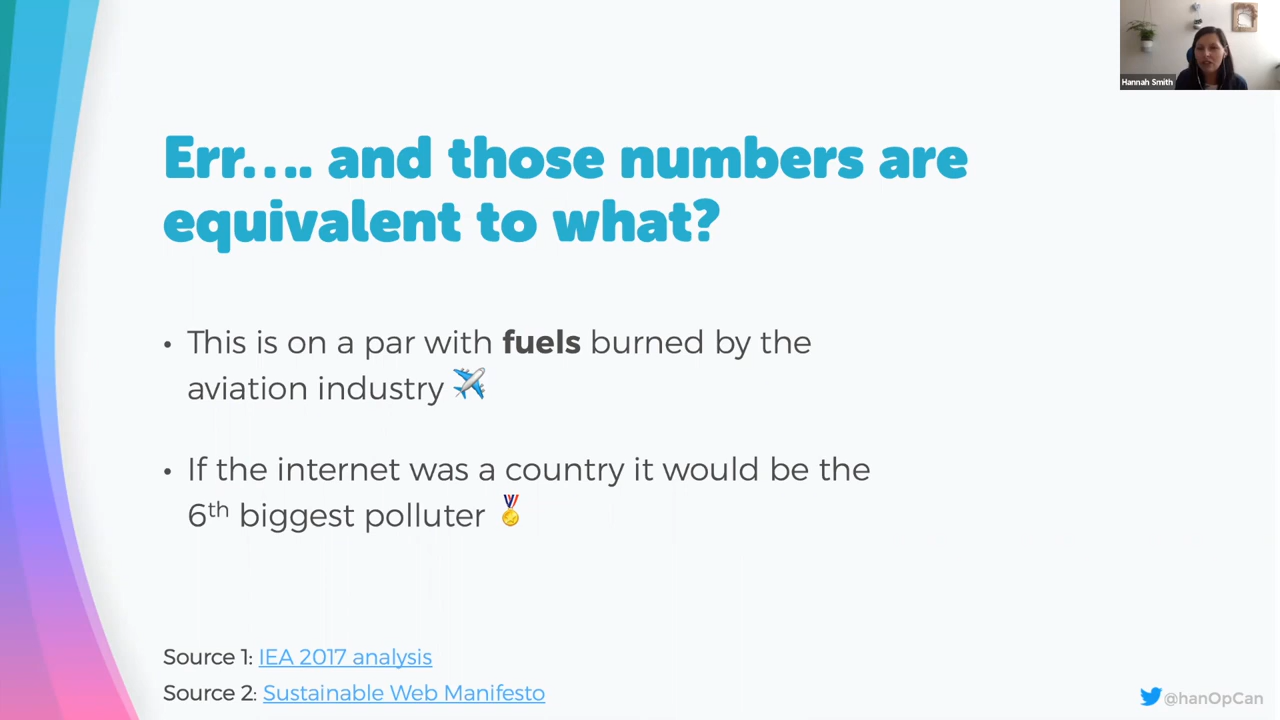 Hannah Smith
Err.... and those numbers are
equivalent to what?
• This is on a par with fuels burned by the
aviation industry ✈️
• If the internet was a country it would be the
6th biggest polluter 🏅
Source 1: IEA 2017 analysis
Source 2: Sustainable Web Manifesto
@hanOpCan